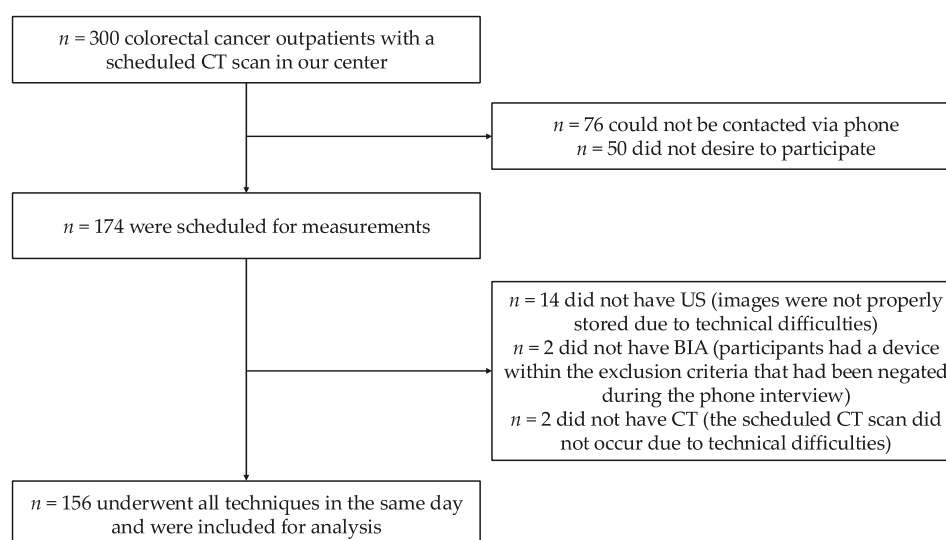 n = 300 colorectal cancer outpatients with a
scheduled CT scan in our center
n = 76 could not be contacted via phone
n = 50 did not desire to participate
n = 174 were scheduled for measurements
n = 14 did not have US (images were not properly
stored due to technical difficulties)
n = 2 did not have BIA (participants had a device
within the exclusion criteria that had been negated
during the phone interview)
n = 2 did not have CT (the scheduled CT scan did
not occur due to technical difficulties)
n = 156 underwent all techniques in the same day
and were included for analysis